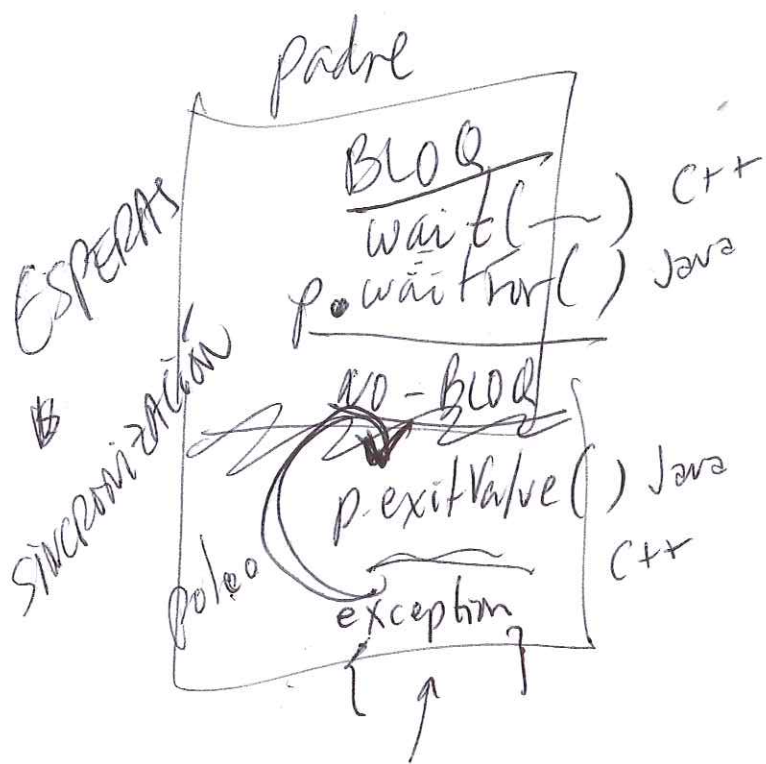 padre
BLOQ
wait( ) C++
p.waitFor( ) Java
ESPERAS
SINCRONIZACIÓN
NO-BLOQ
p.exitValue( ) Java
C++
poleo
exception
{ }